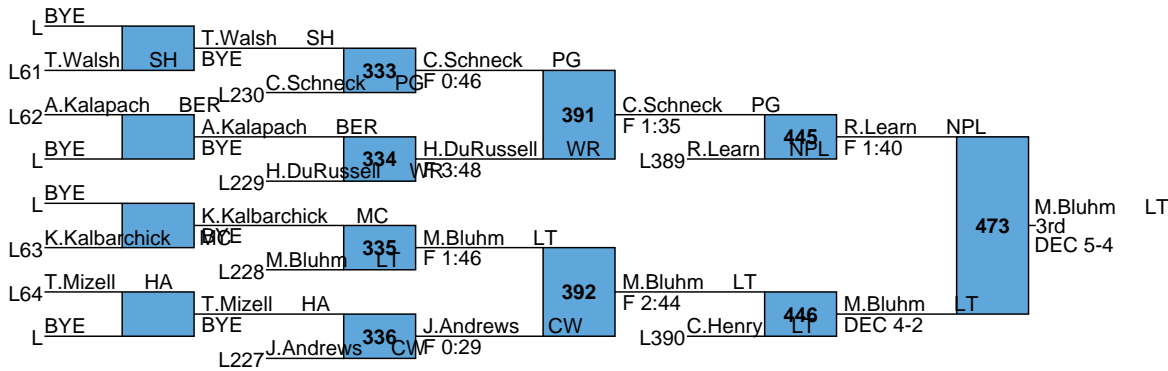 L BYE
L61 T.Walsh SH
T.Walsh SH
BYE
L62 A.Kalapach BER
L BYE
A.Kalapach BER
BYE
L BYE
L63 K.Kalbarchick MC
K.Kalbarchick MC
BYE
L64 T.Mizell HA
L BYE
T.Mizell HA
BYE
L230 C.Schneck PG
333
C.Schneck PG
F 0:46
L229 H.DuRussell WR
334
H.DuRussell WR
F 3:48
L228 M.Bluhm LT
335
M.Bluhm LT
F 1:46
L227 J.Andrews CW
336
J.Andrews CW
F 0:29
391
C.Schneck PG
F 1:35
392
M.Bluhm LT
F 2:44
L389 R.Learn NPL
445
R.Learn NPL
F 1:40
L390 C.Henry LT
446
M.Bluhm LT
DEC 4-2
473
M.Bluhm LT
3rd
DEC 5-4